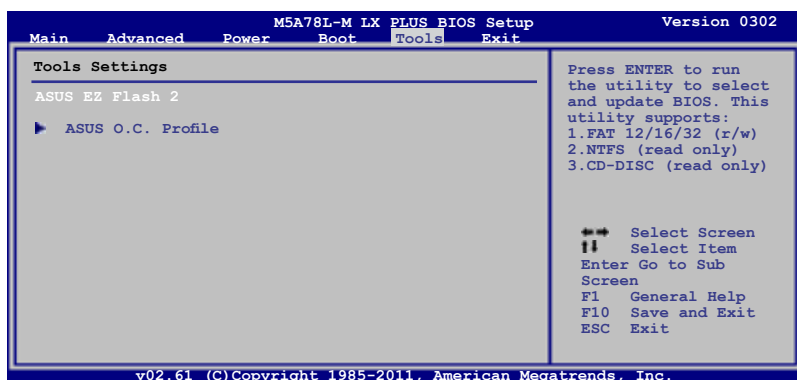 M5A78L-M LX PLUS BIOS Setup Version 0302
Main Advanced Power Boot Tools Exit
Tools Settings
ASUS EZ Flash 2
ASUS O.C. Profile
Press ENTER to run
the utility to select
and update BIOS. This
utility supports:
1.FAT 12/16/32 (r/w)
2.NTFS (read only)
3.CD-DISC (read only)
Select Screen
Select Item
Enter Go to Sub
Screen
F1 General Help
F10 Save and Exit
ESC Exit
v02.61 (C)Copyright 1985-2011, American Megatrends, Inc.